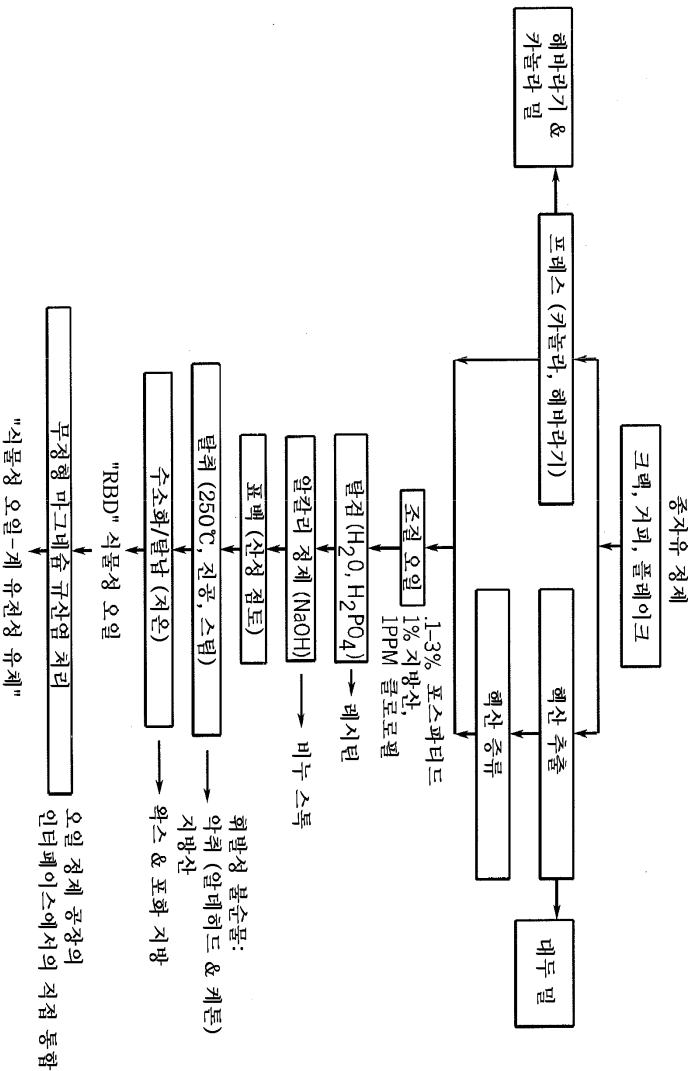 종자유 정제
크랙, 거피, 플레이크
프레스 (카놀라, 해바라기)
해바라기 &
카놀라 밀
헥산 추출
대두 밀
헥산 증류
조질 오일
.1-3% 포스파티드
1% 지방산,
1PPM 클로로필
탈검 (H₂O, H₂PO₄)
레시틴
알칼리 정제 (NaOH)
비누 스톡
표백 (산성 점토)
탈취 (250℃, 진공, 스팀)
휘발성 불순물:
악취 (알데히드 & 케톤)
지방산
수소화/탈납 (저온)
왁스 & 포화 지방
"RBD" 식물성 오일
무정형 마그네슘 규산염 처리
오일 정제 공장의
인터페이스에서의 직접 통합
"식물성 오일-계 유전성 유체"